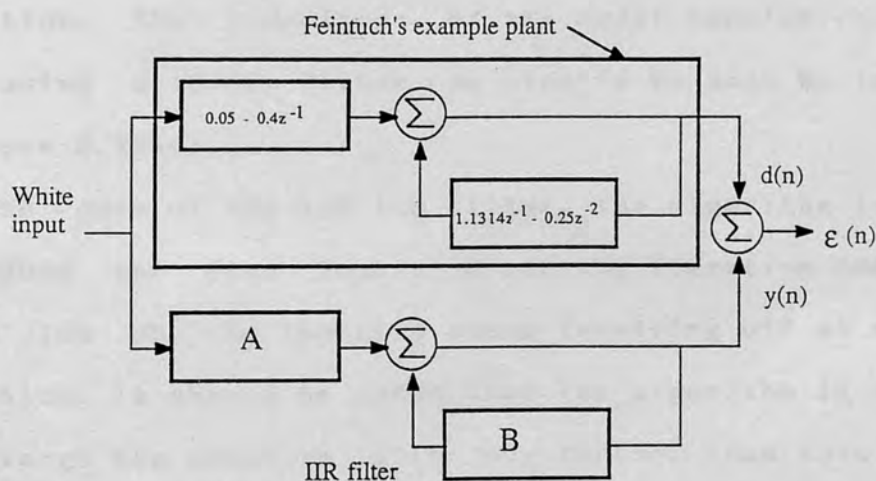 Feintuch's example plant
0.05 - 0.4z⁻¹
Σ
d(n)
White
input
1.1314z⁻¹ - 0.25z⁻²
Σ
ε (n)
y(n)
A
Σ
B
IIR filter